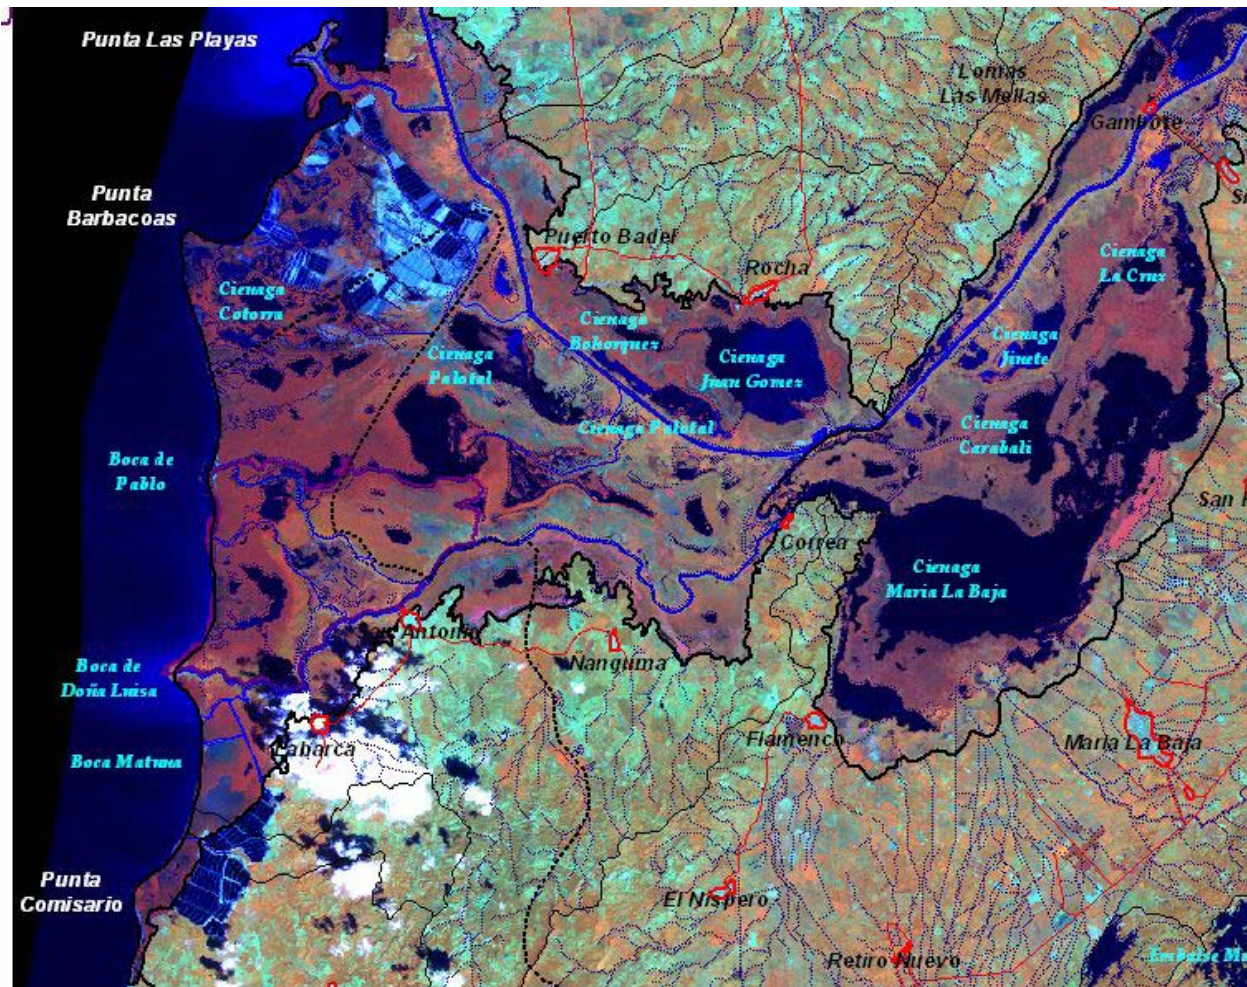 Punta Las Playas
Lomas
Las Mellas
Gambote
Punta
Barbacoas
Puerto Badel
Rocha
Cienaga
La Cruz
Cienaga
Cotorra
Cienaga
Bohorquez
Cienaga
Jinete
Cienaga
Palotal
Cienaga
Juan Gomez
Cienaga Palotal
Cienaga
Carabali
Boca de
Pablo
San
Correa
Cienaga
Maria La Baja
San Antonio
Nanguma
Boca de
Doña Luisa
Labarca
Flamenco
Maria La Baja
Boca Matuna
Punta
Comisario
El Nispero
Retiro Nuevo
Embalse